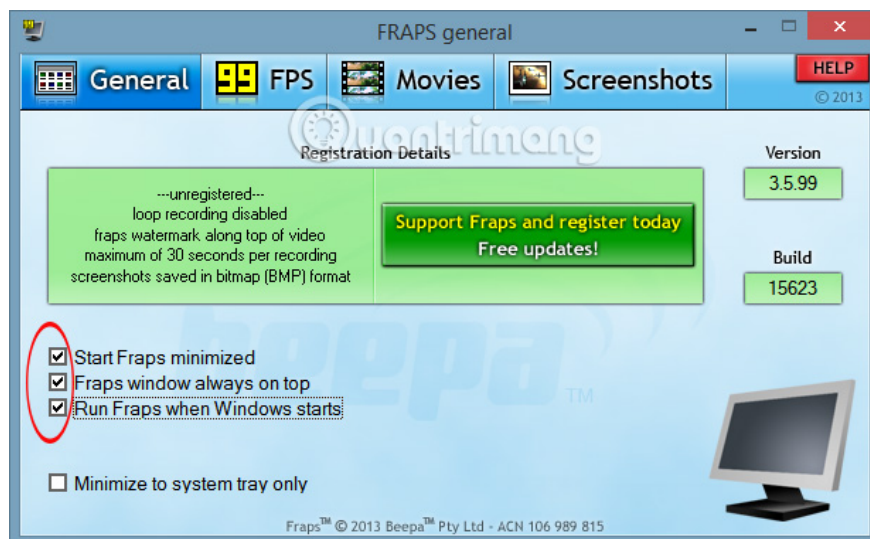 FRAPS general
General
99
FPS
Movies
Screenshots
HELP
© 2013
Quantrimang
Registration Details
---unregistered---
loop recording disabled
fraps watermark along top of video
maximum of 30 seconds per recording
screenshots saved in bitmap (BMP) format
Support Fraps and register today
Free updates!
Version
3.5.99
Build
15623
beepa™
Start Fraps minimized
Fraps window always on top
Run Fraps when Windows starts
Minimize to system tray only
Fraps™ © 2013 Beepa™ Pty Ltd - ACN 106 989 815